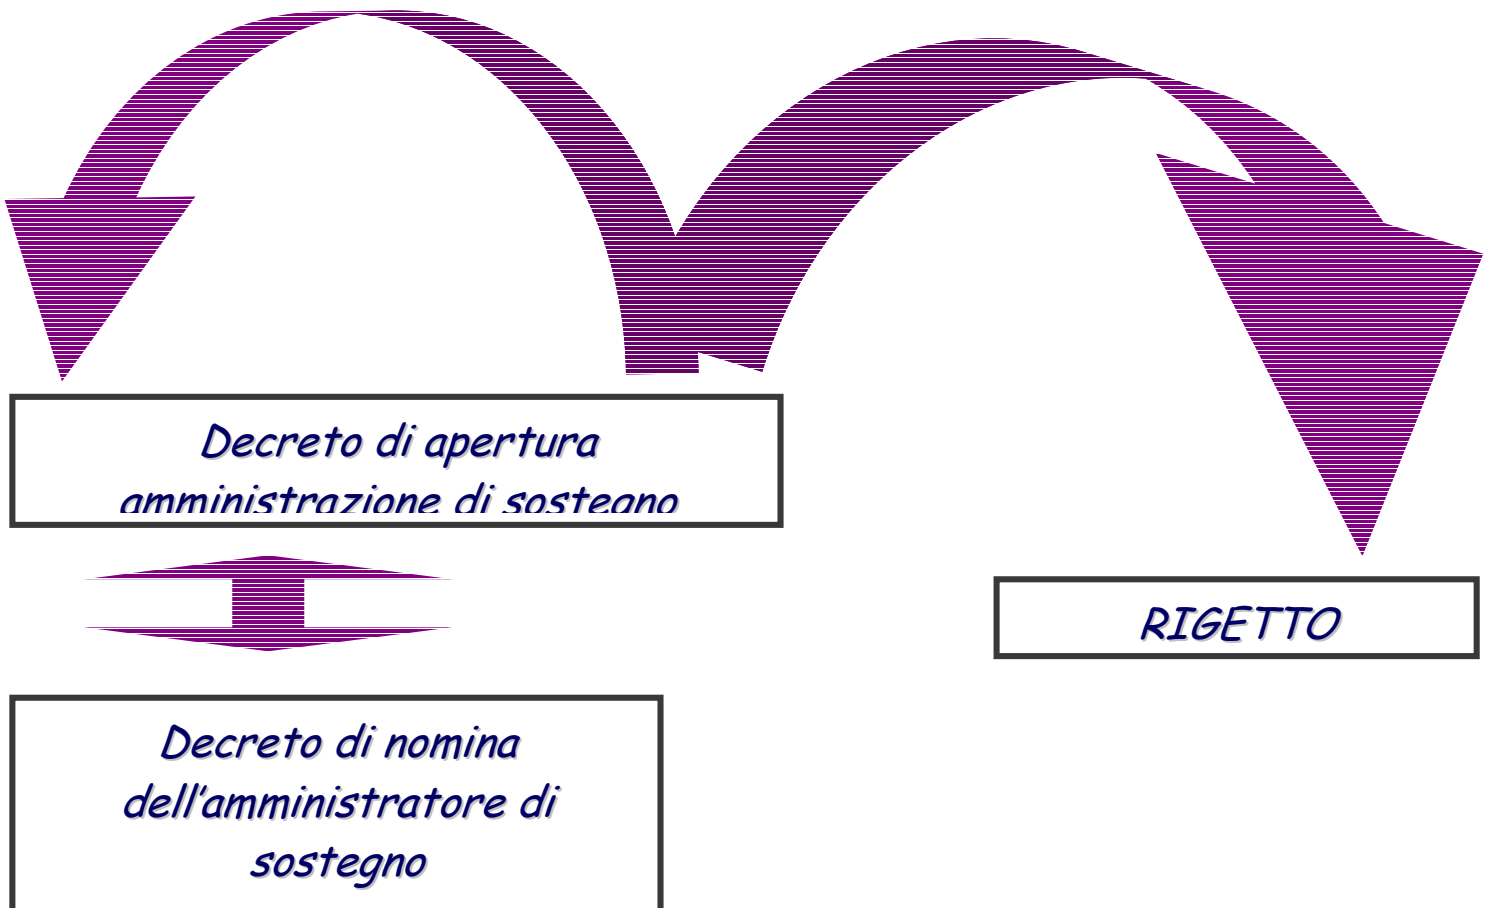 Decreto di apertura
amministrazione di sostegno
RIGETTO
Decreto di nomina
dell'amministratore di
sostegno